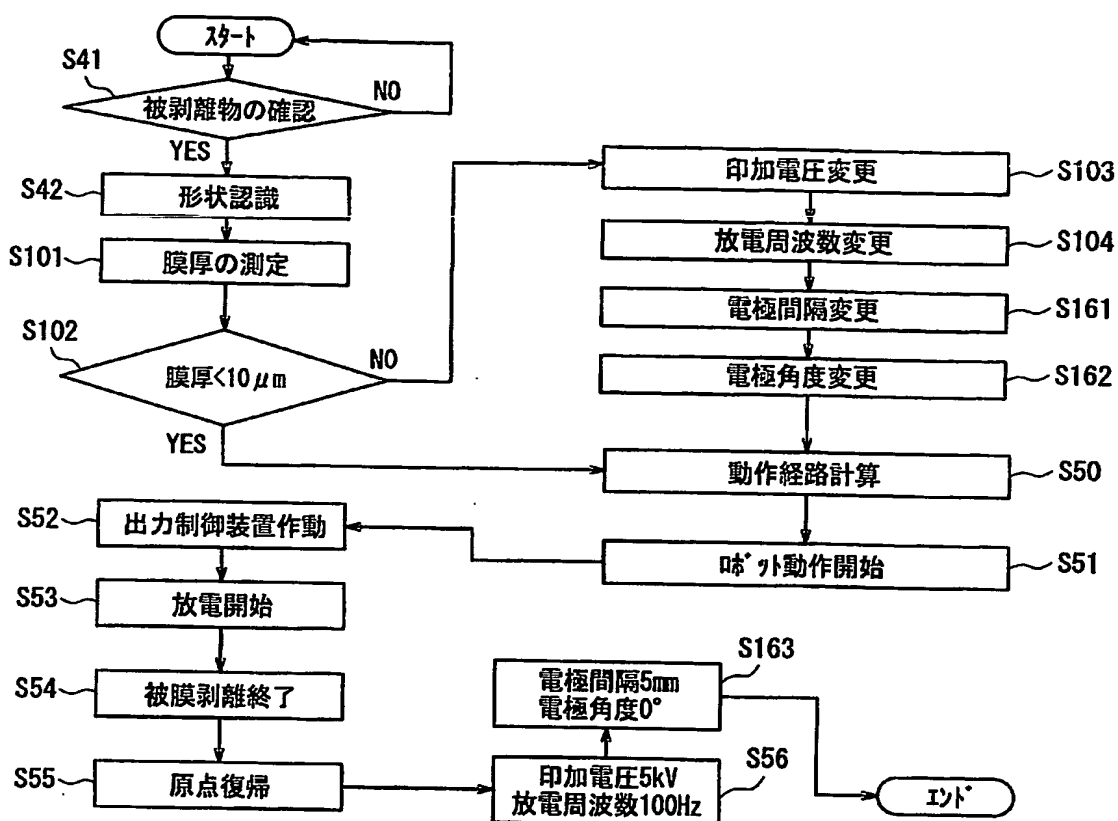 スタート
S41
被剥離物の確認
NO
YES
S42
形状認識
S101
膜厚の測定
S102
膜厚<10μm
NO
YES
印加電圧変更
S103
放電周波数変更
S104
電極間隔変更
S161
電極角度変更
S162
動作経路計算
S50
ロボット動作開始
S51
S52
出力制御装置作動
S53
放電開始
S54
被膜剥離終了
S55
原点復帰
印加電圧5kV
放電周波数100Hz
S56
S163
電極間隔5mm
電極角度0°
エンド